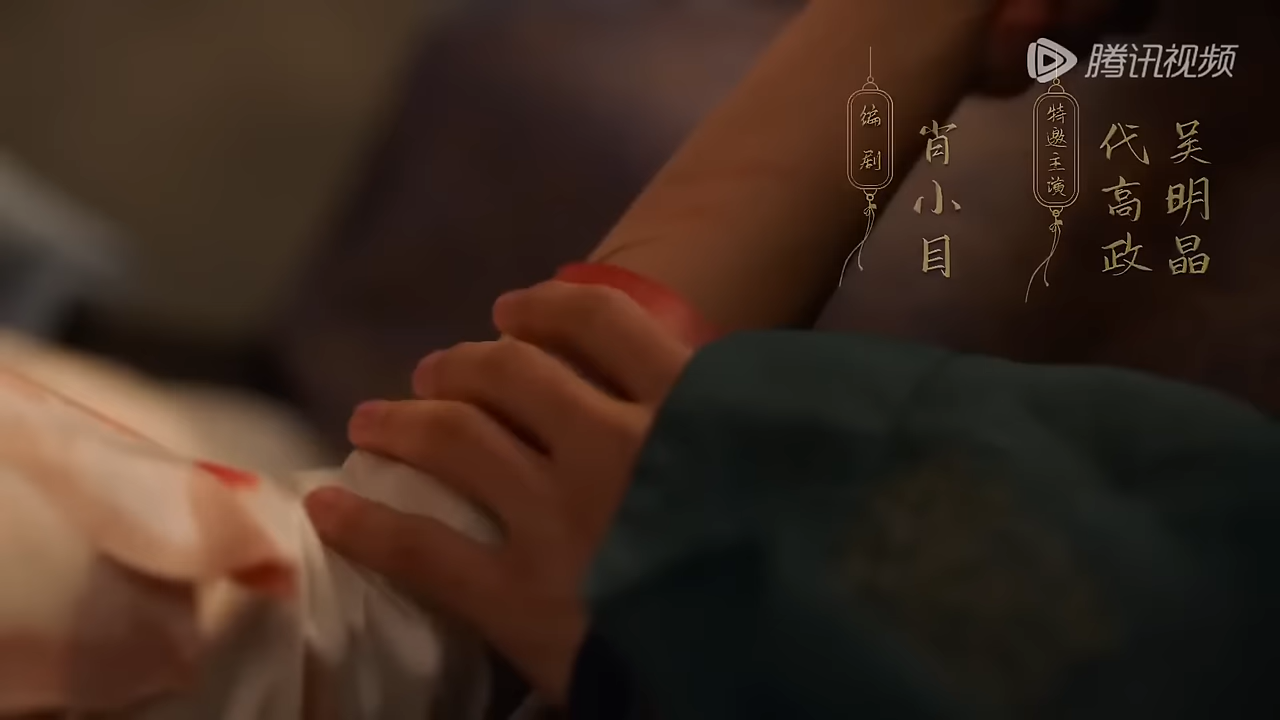 腾讯视频
特邀主演
吴明晶
代高政
编剧
肖小目